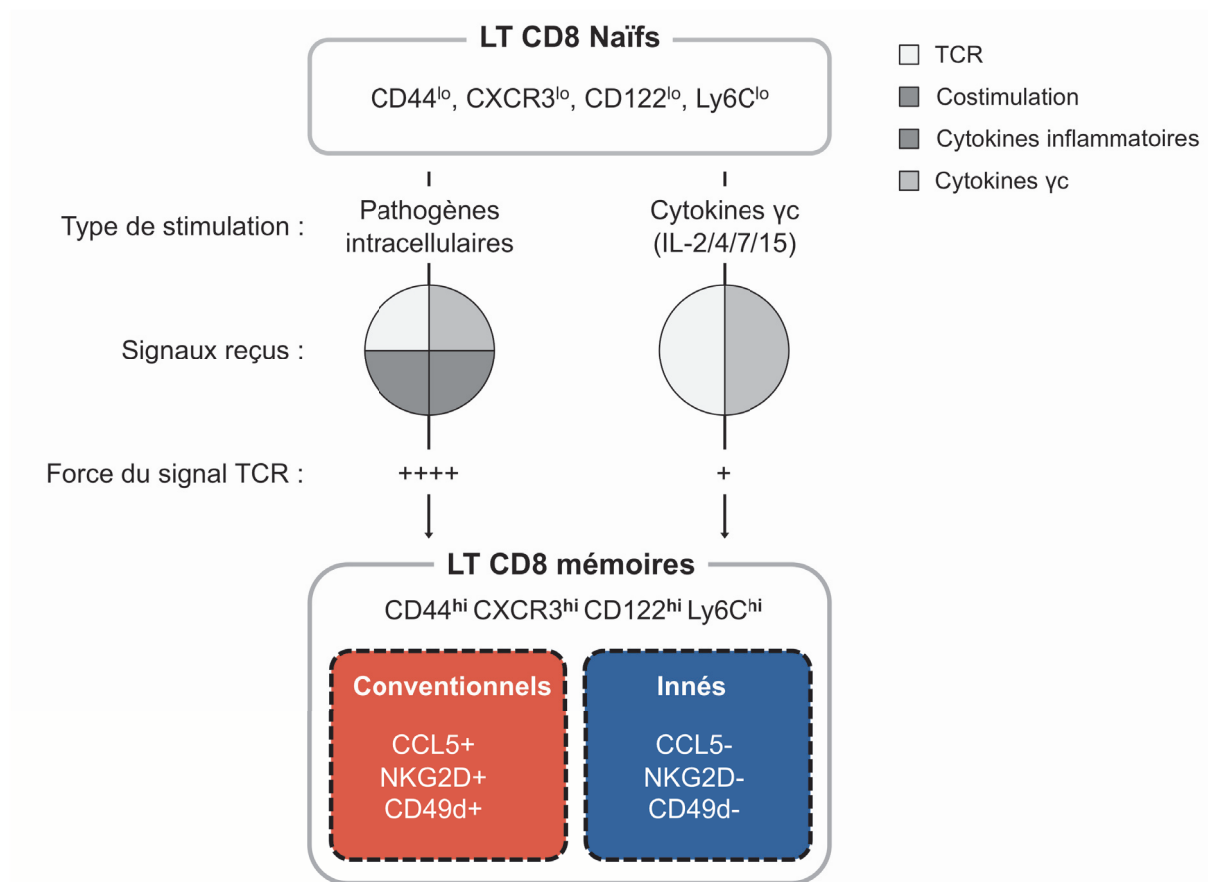 LT CD8 Naïfs
CD44lo, CXCR3lo, CD122lo, Ly6Clo
TCR
Costimulation
Cytokines inflammatoires
Cytokines γc
Type de stimulation :
Pathogènes
intracellulaires
Cytokines γc
(IL-2/4/7/15)
Signaux reçus :
Force du signal TCR :
++++
+
LT CD8 mémoires
CD44hi CXCR3hi CD122hi Ly6Chi
Conventionnels
CCL5+
NKG2D+
CD49d+
Innés
CCL5-
NKG2D-
CD49d-